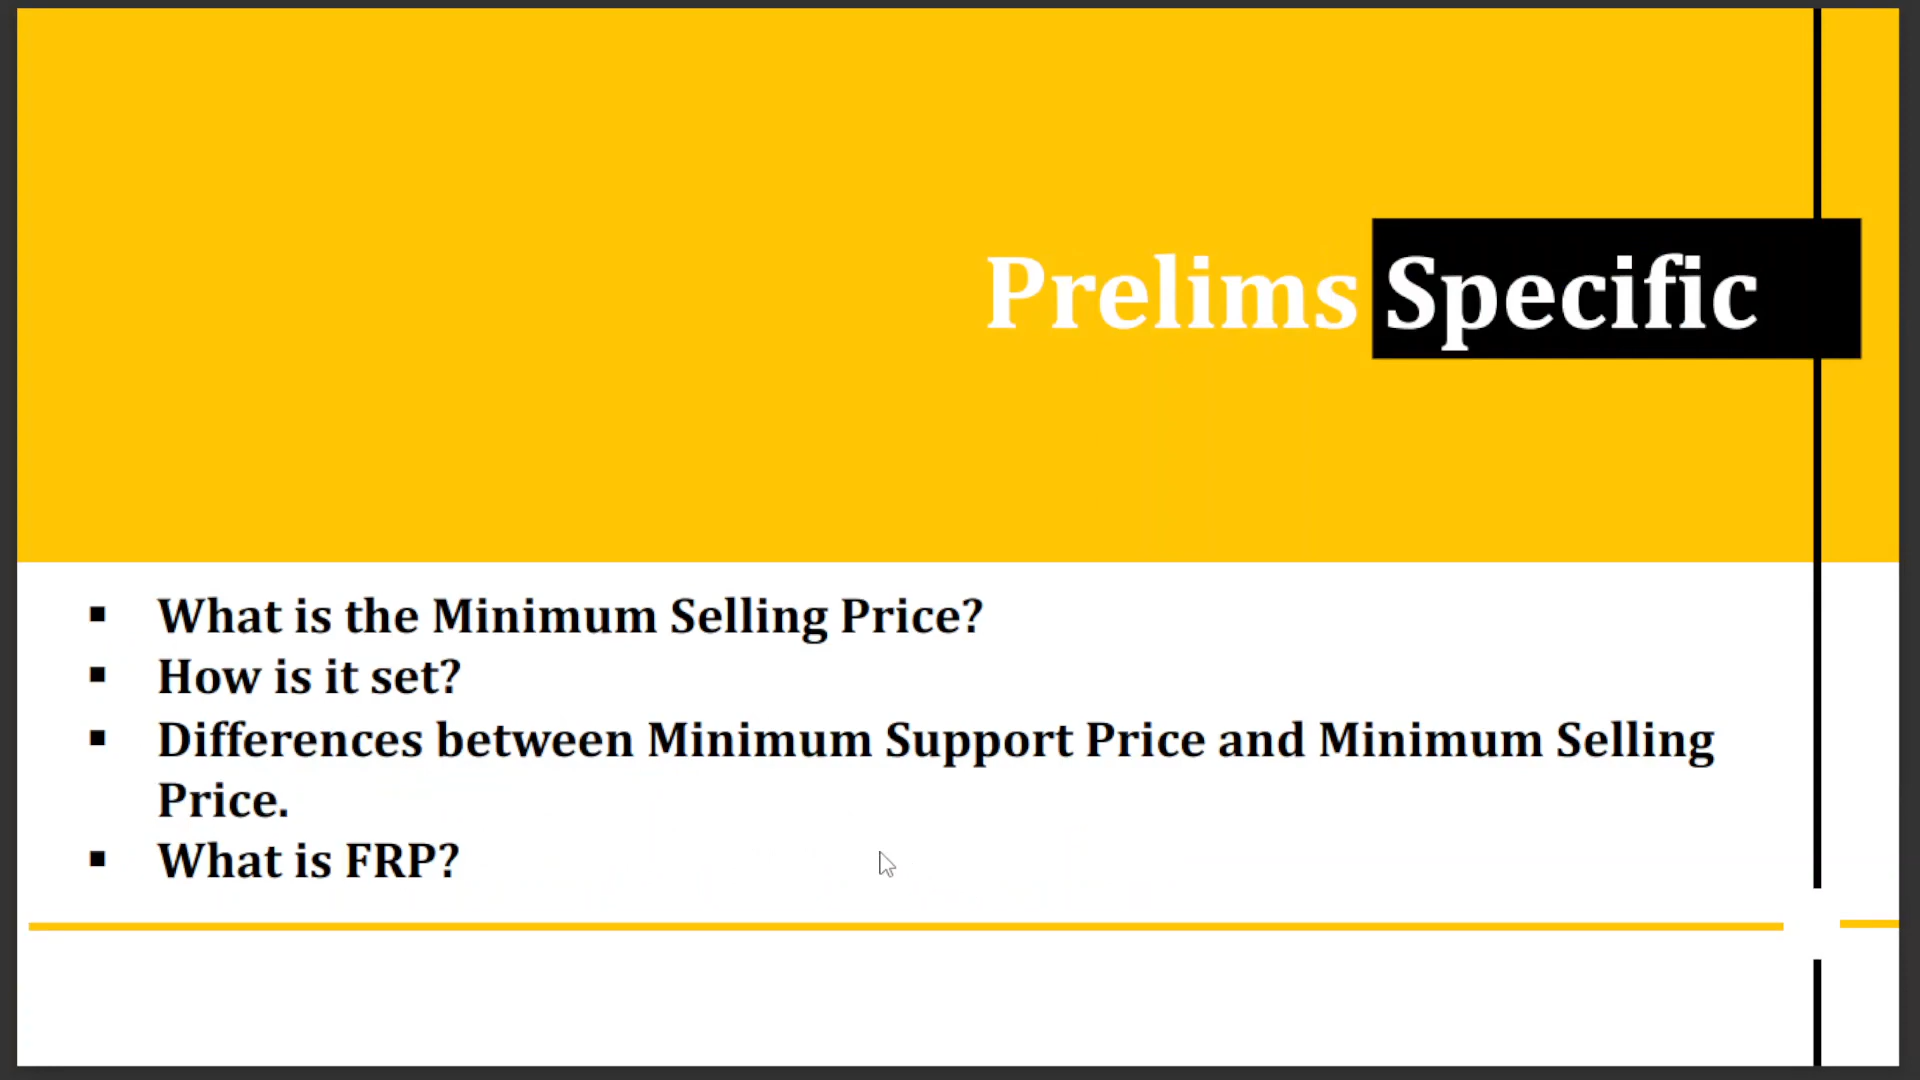 Prelims Specific
▪ What is the Minimum Selling Price?
▪ How is it set?
▪ Differences between Minimum Support Price and Minimum Selling
Price.
▪ What is FRP?